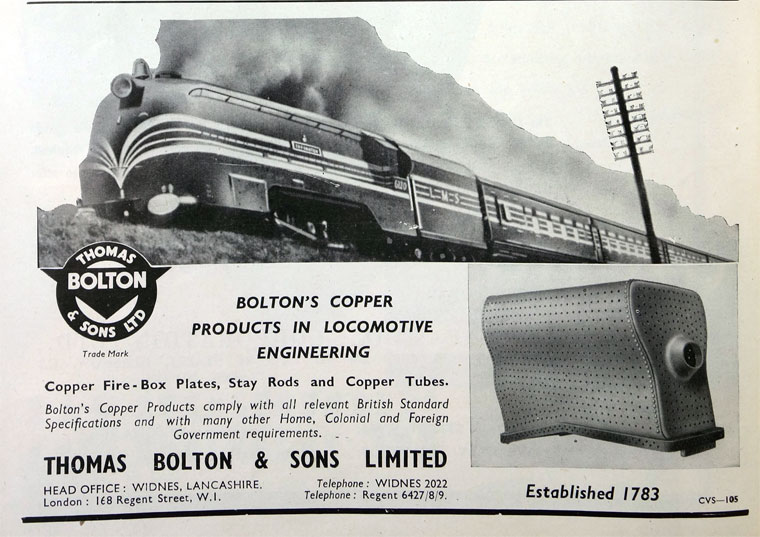 L M S
THOMAS
BOLTON
& SONS LTD
Trade Mark
BOLTON'S COPPER
PRODUCTS IN LOCOMOTIVE
ENGINEERING
Copper Fire-Box Plates, Stay Rods and Copper Tubes.
Bolton's Copper Products comply with all relevant British Standard
Specifications and with many other Home, Colonial and Foreign
Government requirements.
THOMAS BOLTON & SONS LIMITED
HEAD OFFICE: WIDNES, LANCASHIRE.
Telephone: WIDNES 2022
London: 168 Regent Street, W.1.
Telephone: Regent 6427/8/9.
Established 1783
CVS—105